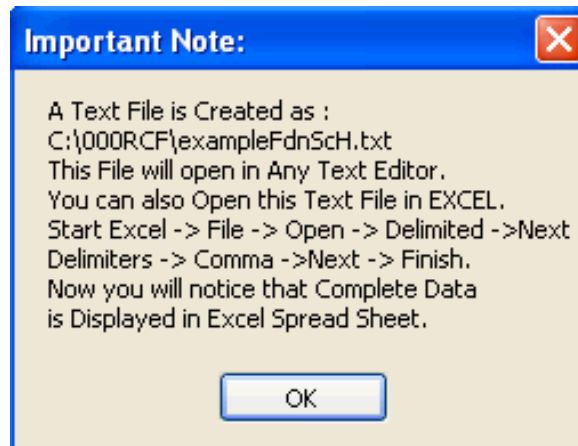 Important Note:
A Text File is Created as :
C:\000RCF\exampleFdnScH.txt
This File will open in Any Text Editor.
You can also Open this Text File in EXCEL.
Start Excel -> File -> Open -> Delimited ->Next
Delimiters -> Comma ->Next -> Finish.
Now you will notice that Complete Data
is Displayed in Excel Spread Sheet.
OK